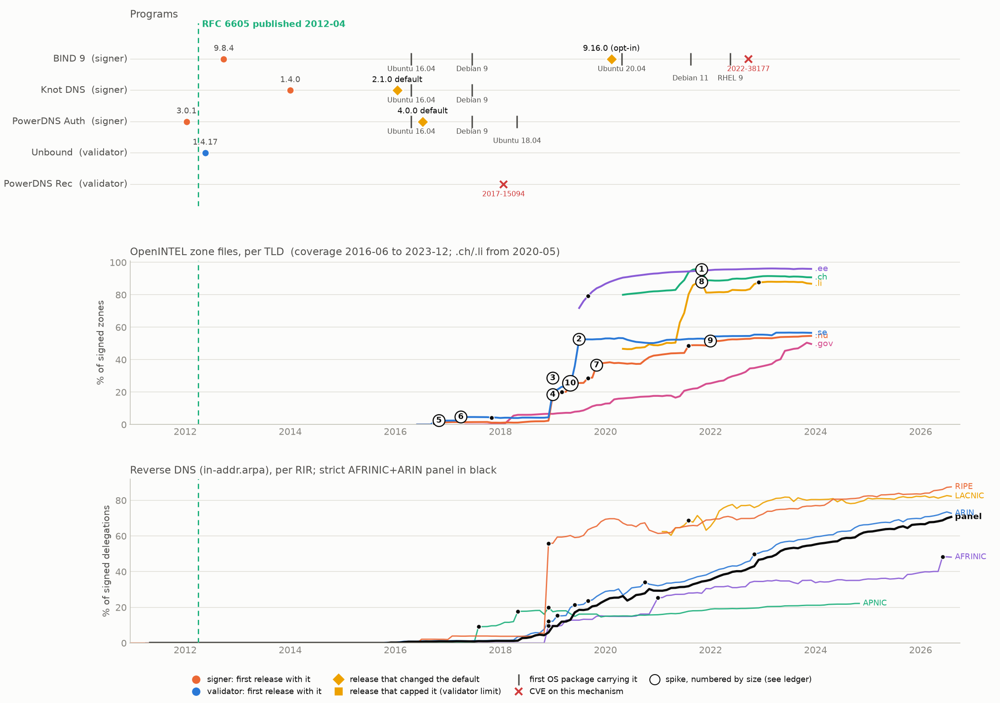 Programs
RFC 6605 published 2012-04
9.8.4
9.16.0 (opt-in)
BIND 9  (signer)
Ubuntu 16.04
Debian 9
Ubuntu 20.04
2022-38177
Debian 11
RHEL 9
1.4.0
2.1.0 default
Knot DNS  (signer)
Ubuntu 16.04
Debian 9
3.0.1
4.0.0 default
PowerDNS Auth  (signer)
Ubuntu 16.04
Debian 9
Ubuntu 18.04
1.4.17
Unbound  (validator)
PowerDNS Rec  (validator)
2017-15094
OpenINTEL zone files, per TLD  (coverage 2016-06 to 2023-12; .ch/.li from 2020-05)
% of signed zones
100
80
60
40
20
0
1
8
2
9
7
3
10
4
5
6
.ee
.ch
.li
.se
.nu
.gov
2012
2014
2016
2018
2020
2022
2024
2026
Reverse DNS (in-addr.arpa), per RIR; strict AFRINIC+ARIN panel in black
% of signed delegations
80
60
40
20
0
RIPE
LACNIC
ARIN
panel
AFRINIC
APNIC
2012
2014
2016
2018
2020
2022
2024
2026
signer: first release with it
validator: first release with it
release that changed the default
release that capped it (validator limit)
first OS package carrying it
CVE on this mechanism
spike, numbered by size (see ledger)